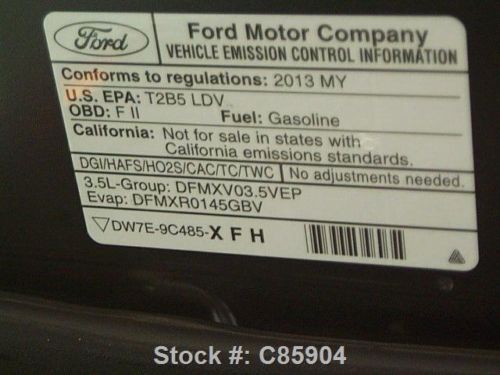 Ford
Ford Motor Company
VEHICLE EMISSION CONTROL INFORMATION
Conforms to regulations: 2013 MY
U.S. EPA: T2B5 LDV
OBD: F II Fuel: Gasoline
California: Not for sale in states with
California emissions standards.
DGI/HAFS/HO2S/CAC/TC/TWC No adjustments needed.
3.5L-Group: DFMXV03.5VEP
Evap: DFMXR0145GBV
DW7E-9C485-X F H
Stock #: C85904